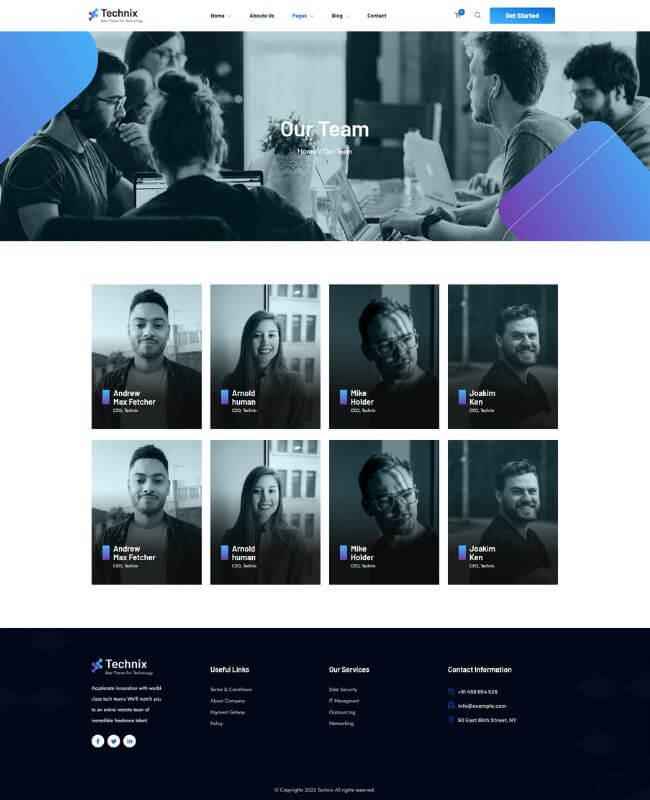 Technix
Best Theme For Technology
Home
Aboute Us
Pages
Blog
Contact
Get Started
Our Team
Home / Our Team
Andrew
Max Fetcher
CEO, Technix
Arnold
human
CEO, Technix
Mike
Holder
CEO, Technix
Joakim
Ken
CEO, Technix
Andrew
Max Fetcher
CEO, Technix
Arnold
human
CEO, Technix
Mike
Holder
CEO, Technix
Joakim
Ken
CEO, Technix
Technix
Best Theme For Technology
Accelerate innovation with world-
class tech teams We'll match you
to an entire remote team of
incredible freelance talent.
Useful Links
Terms & Conditions
About Company
Payment Getway
Policy
Our Services
Data Security
IT Managment
Outsourcing
Networking
Contact Information
+91 458 654 528
info@example.com
60 East 65th Street, NY
© Copyrights 2022 Technix All rights reserved.